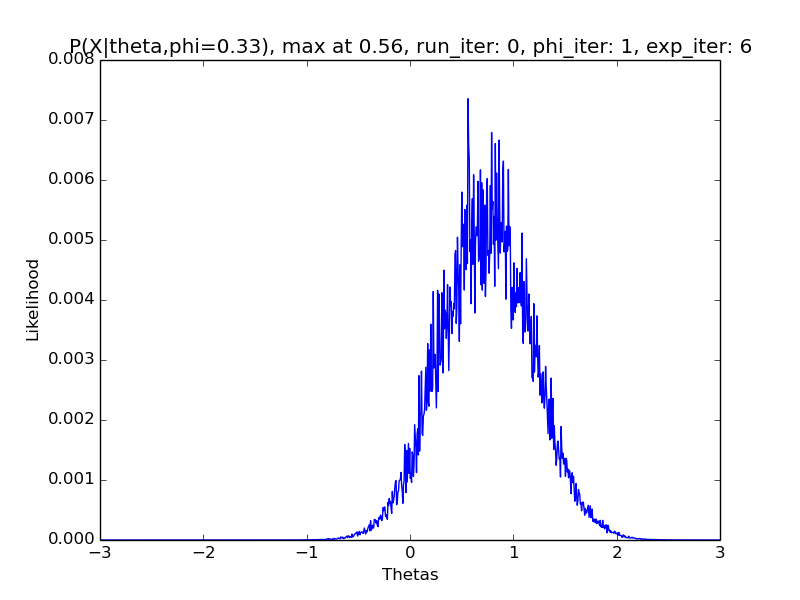 P(X|theta,phi=0.33), max at 0.56, run_iter: 0, phi_iter: 1, exp_iter: 6
0.008
0.007
0.006
0.005
0.004
0.003
0.002
0.001
0.000
Likelihood
−3 −2 −1 0 1 2 3
Thetas